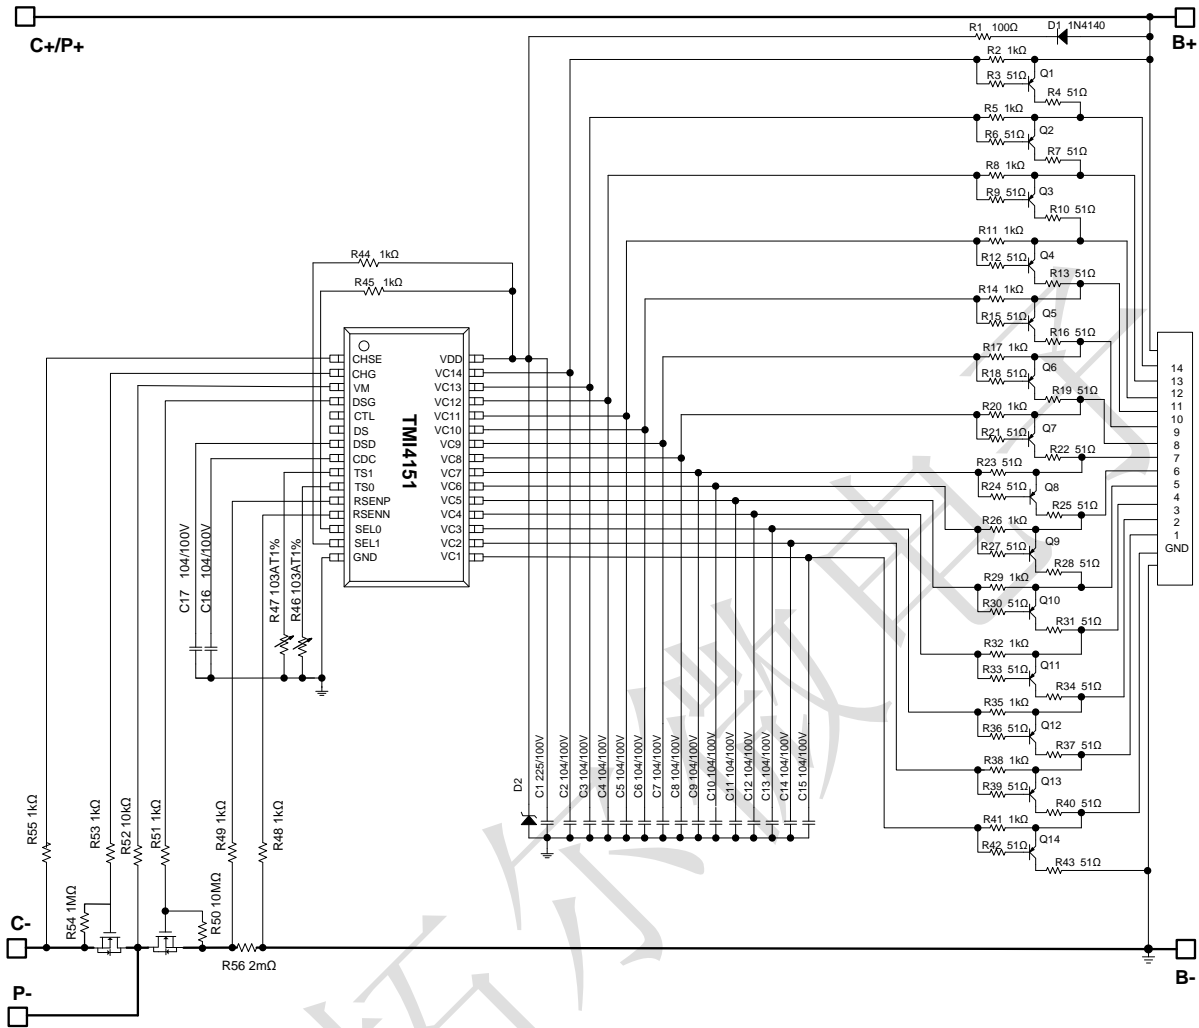 C+/P+
B+
R1 100Ω
D1 1N4140
R2 1kΩ
R3 51Ω
Q1
R4 51Ω
R5 1kΩ
R6 51Ω
Q2
R7 51Ω
R8 1kΩ
R9 51Ω
Q3
R10 51Ω
R11 1kΩ
R12 51Ω
Q4
R13 51Ω
R14 1kΩ
R15 51Ω
Q5
R16 51Ω
R17 1kΩ
R18 51Ω
Q6
R19 51Ω
R20 1kΩ
R21 51Ω
Q7
R22 51Ω
R23 51Ω
R24 51Ω
Q8
R25 51Ω
R26 1kΩ
R27 51Ω
Q9
R28 51Ω
R29 1kΩ
R30 51Ω
Q10
R31 51Ω
R32 1kΩ
R33 51Ω
Q11
R34 51Ω
R35 1kΩ
R36 51Ω
Q12
R37 51Ω
R38 1kΩ
R39 51Ω
Q13
R40 51Ω
R41 1kΩ
R42 51Ω
Q14
R43 51Ω
14
13
12
11
10
9
8
7
6
5
4
3
2
1
GND
R44 1kΩ
R45 1kΩ
TMI4151
CHSE
CHG
VM
DSG
CTL
DS
DSD
CDC
TS1
TS0
RSENP
RSENN
SEL0
SEL1
GND
VDD
VC14
VC13
VC12
VC11
VC10
VC9
VC8
VC7
VC6
VC5
VC4
VC3
VC2
VC1
C17 104/100V
C16 104/100V
R47 103AT1%
R46 103AT1%
D2
C1 225/100V
C2 104/100V
C3 104/100V
C4 104/100V
C5 104/100V
C6 104/100V
C7 104/100V
C8 104/100V
C9 104/100V
C10 104/100V
C11 104/100V
C12 104/100V
C13 104/100V
C14 104/100V
C15 104/100V
R55 1kΩ
R53 1kΩ
R52 10kΩ
R51 1kΩ
R49 1kΩ
R48 1kΩ
R54 1MΩ
R50 10MΩ
R56 2mΩ
C-
P-
B-
拓尔微电子